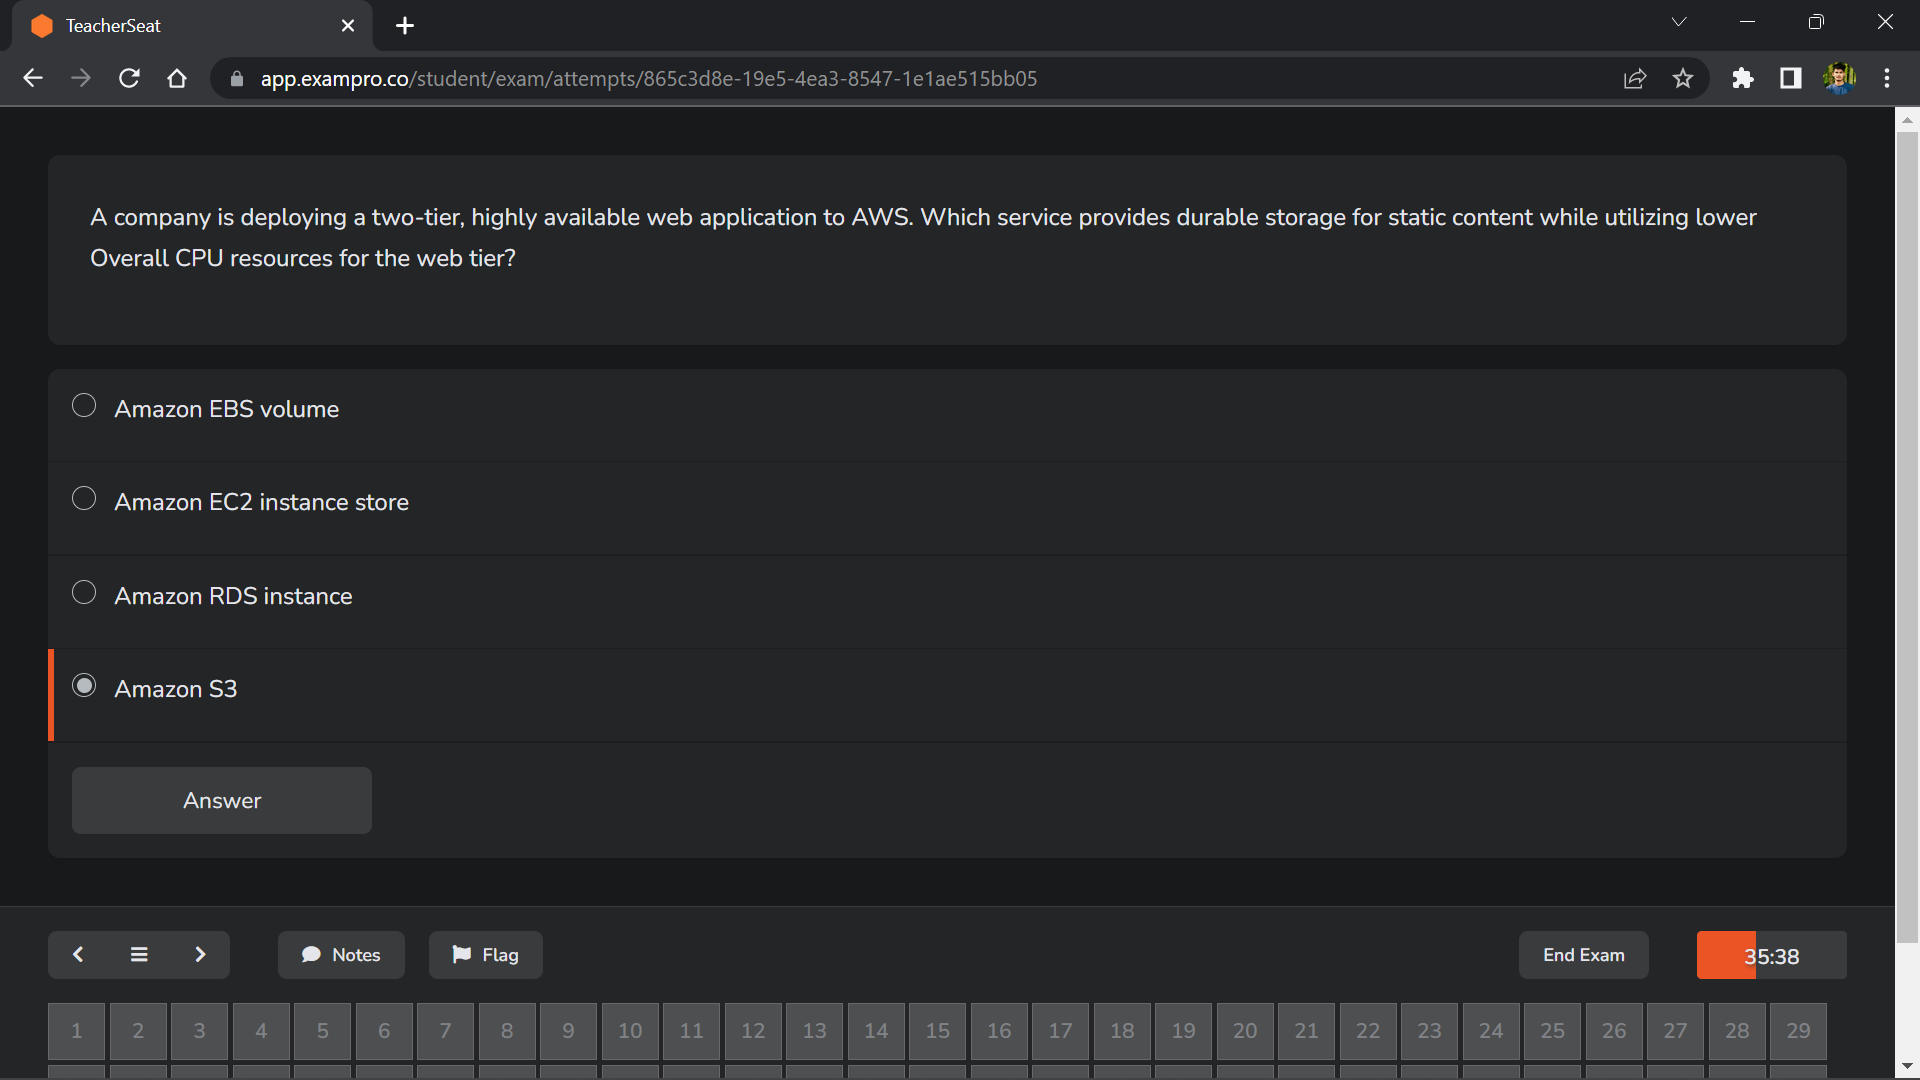 TeacherSeat
app.exampro.co/student/exam/attempts/865c3d8e-19e5-4ea3-8547-1e1ae515bb05
A company is deploying a two-tier, highly available web application to AWS. Which service provides durable storage for static content while utilizing lower
Overall CPU resources for the web tier?
Amazon EBS volume
Amazon EC2 instance store
Amazon RDS instance
Amazon S3
Answer
Notes
Flag
End Exam
35:38
1 2 3 4 5 6 7 8 9 10 11 12 13 14 15 16 17 18 19 20 21 22 23 24 25 26 27 28 29